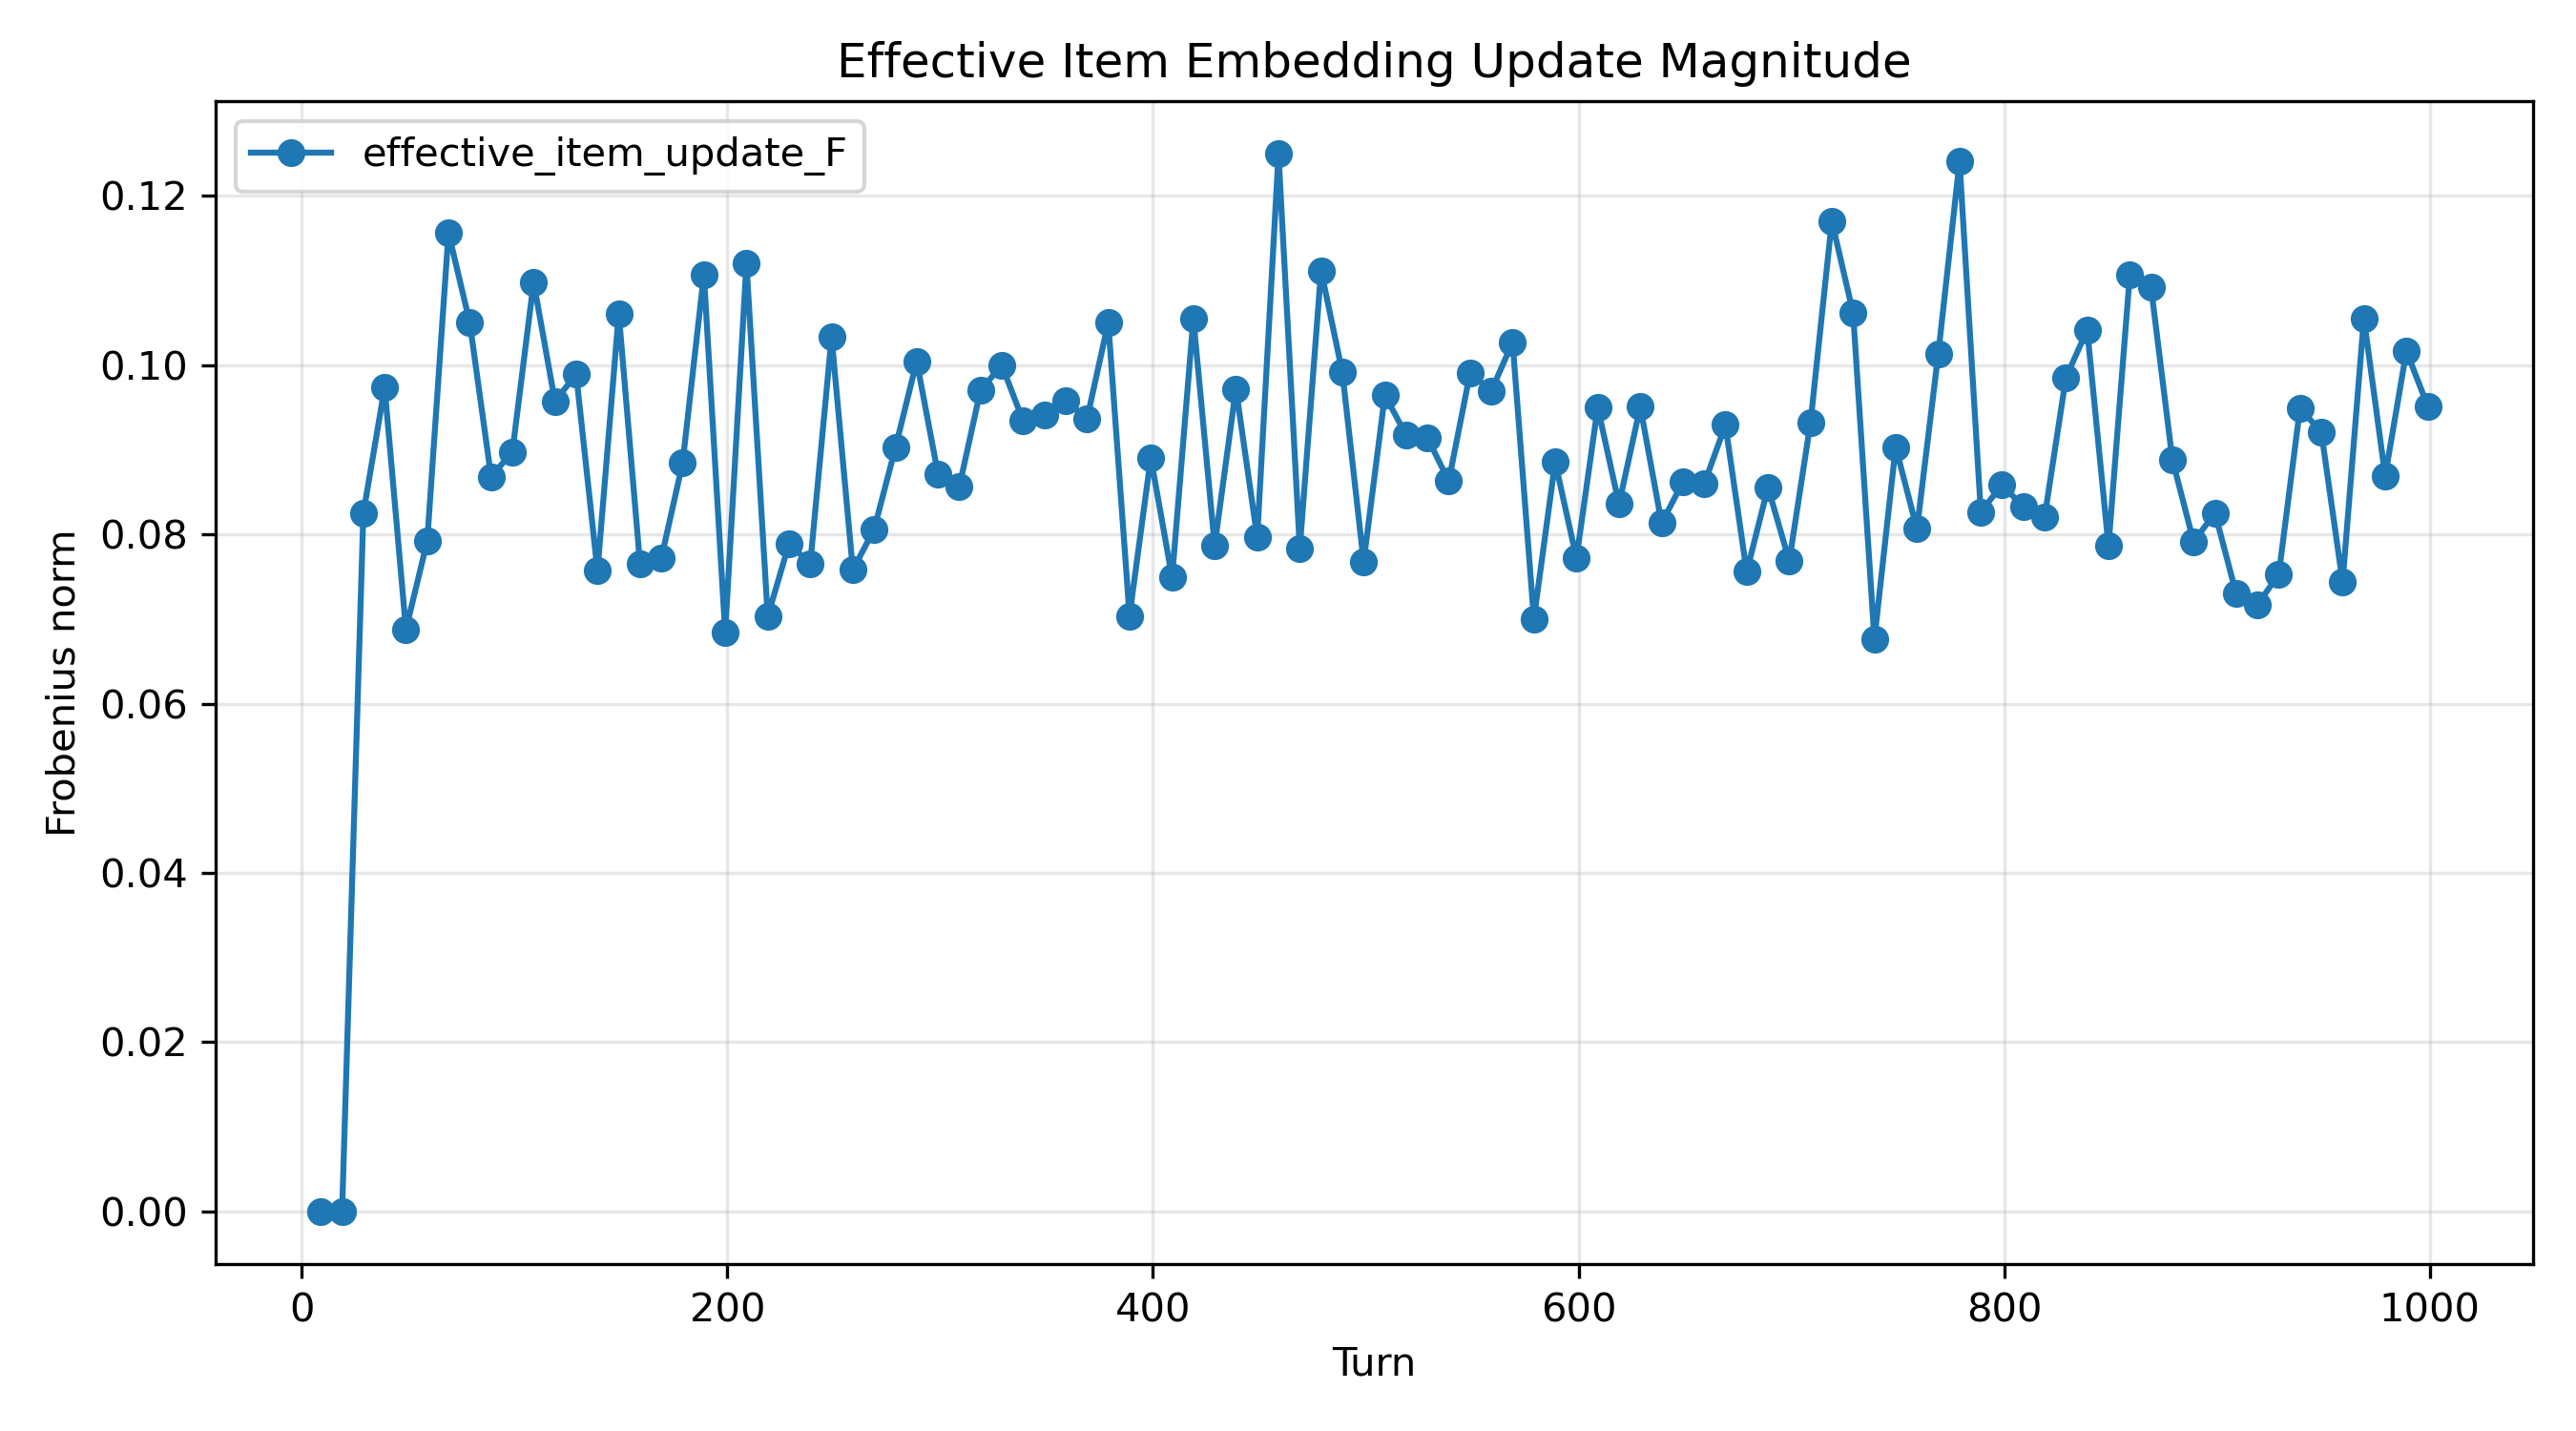 Effective Item Embedding Update Magnitude
effective_item_update_F
0.12
0.10
0.08
0.06
0.04
0.02
0.00
Frobenius norm
0 200 400 600 800 1000
Turn